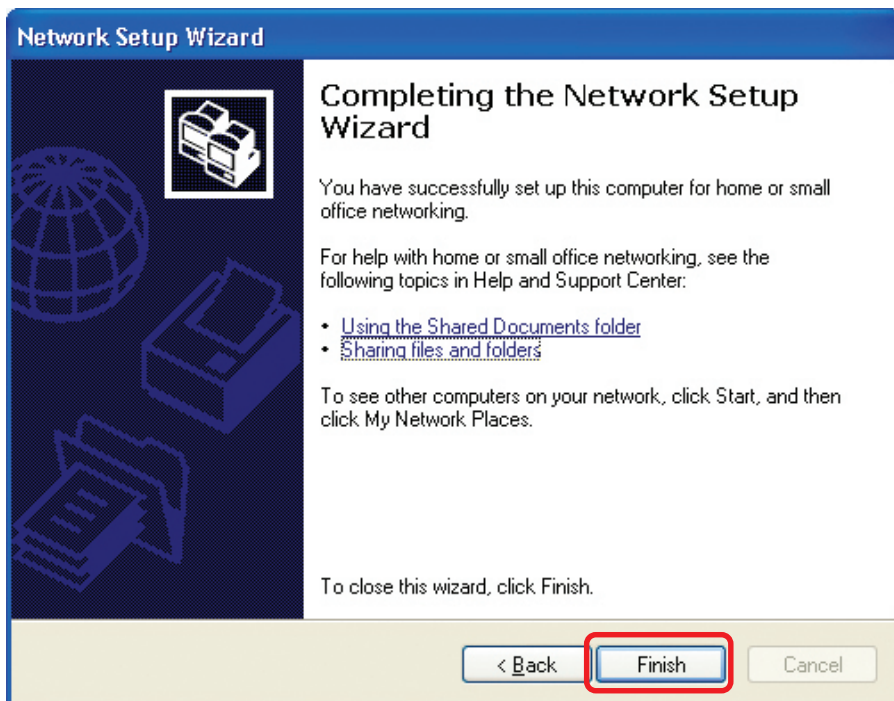 Network Setup Wizard
Completing the Network Setup
Wizard
You have successfully set up this computer for home or small
office networking.
For help with home or small office networking, see the
following topics in Help and Support Center:
• Using the Shared Documents folder
• Sharing files and folders
To see other computers on your network, click Start, and then
click My Network Places.
To close this wizard, click Finish.
< Back Finish Cancel